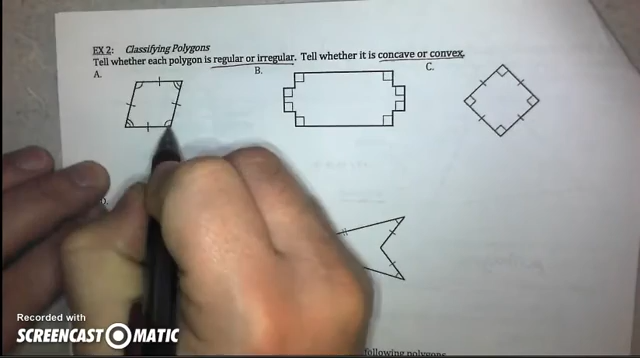 EX 2: Classifying Polygons
Tell whether each polygon is regular or irregular. Tell whether it is concave or convex.
A. B. C.
D.
following polygons
Recorded with
SCREENCAST-O-MATIC